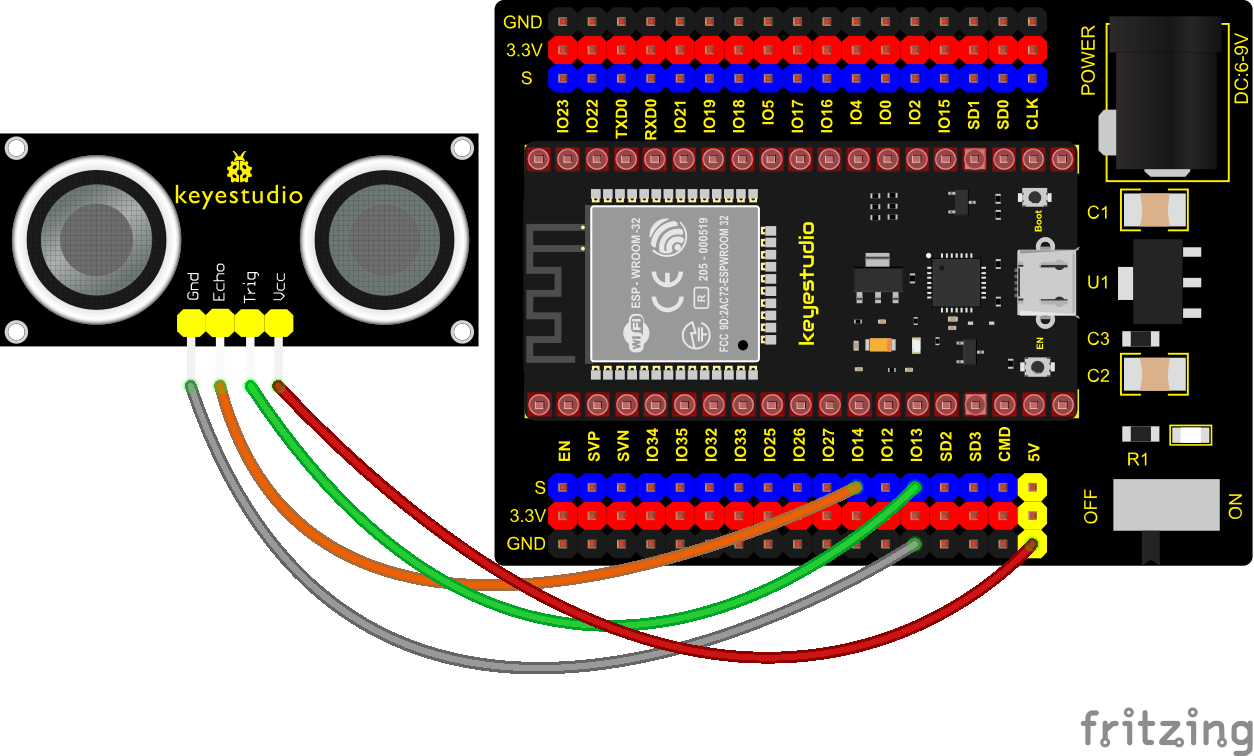 GND
3.3V
S
IO23 IO22 TXD0 RXD0 IO21 IO19 IO18 IO5 IO17 IO16 IO4 IO0 IO2 IO15 SD1 SD0 CLK
POWER
DC:6-9V
keyestudio
Gnd Echo Trig Vcc
WiFi
ESP - WROOM - 32
CE
R
205 - 000519
FCC 9D:2AC72-ESPWROOM 32
keyestudio
Boot
EN
C1
U1
C3
C2
R1
EN SVP SVN IO34 IO35 IO32 IO33 IO25 IO26 IO27 IO14 IO12 IO13 SD2 SD3 CMD 5V
S
3.3V
GND
OFF
ON
fritzing